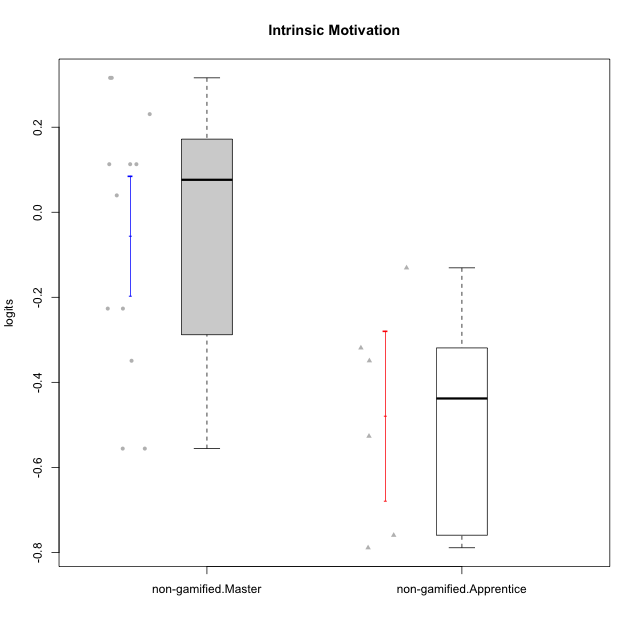 Intrinsic Motivation
logits
0.2
0.0
-0.2
-0.4
-0.6
-0.8
non-gamified.Master
non-gamified.Apprentice